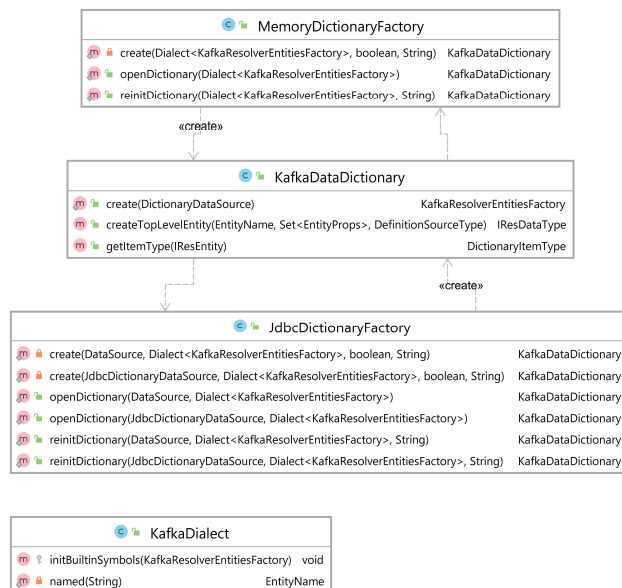 MemoryDictionaryFactory
create(Dialect<KafkaResolverEntitiesFactory>, boolean, String) KafkaDataDictionary
openDictionary(Dialect<KafkaResolverEntitiesFactory>) KafkaDataDictionary
reinitDictionary(Dialect<KafkaResolverEntitiesFactory>, String) KafkaDataDictionary
«create»
KafkaDataDictionary
create(DictionaryDataSource) KafkaResolverEntitiesFactory
createTopLevelEntity(EntityName, Set<EntityProps>, DefinitionSourceType) IResDataType
getItemType(IResEntity) DictionaryItemType
«create»
JdbcDictionaryFactory
create(DataSource, Dialect<KafkaResolverEntitiesFactory>, boolean, String) KafkaDataDictionary
create(JdbcDictionaryDataSource, Dialect<KafkaResolverEntitiesFactory>, boolean, String) KafkaDataDictionary
openDictionary(DataSource, Dialect<KafkaResolverEntitiesFactory>) KafkaDataDictionary
openDictionary(JdbcDictionaryDataSource, Dialect<KafkaResolverEntitiesFactory>) KafkaDataDictionary
reinitDictionary(DataSource, Dialect<KafkaResolverEntitiesFactory>, String) KafkaDataDictionary
reinitDictionary(JdbcDictionaryDataSource, Dialect<KafkaResolverEntitiesFactory>, String) KafkaDataDictionary
KafkaDialect
initBuiltinSymbols(KafkaResolverEntitiesFactory) void
named(String) EntityName